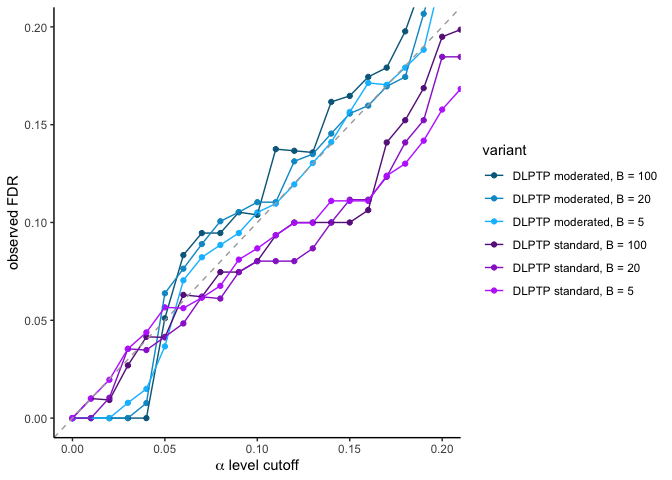 0.20
0.15
0.10
0.05
0.00
observed FDR
0.00 0.05 0.10 0.15 0.20
α level cutoff
variant
DLPTP moderated, B = 100
DLPTP moderated, B = 20
DLPTP moderated, B = 5
DLPTP standard, B = 100
DLPTP standard, B = 20
DLPTP standard, B = 5